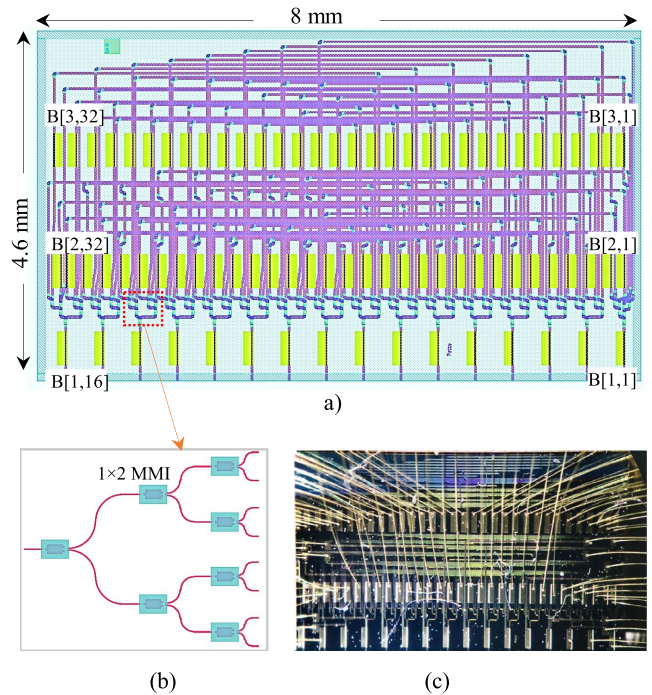 8 mm
B[3,32]
B[3,1]
4.6 mm
B[2,32]
B[2,1]
B[1,16]
B[1,1]
a)
1×2 MMI
(b)
(c)